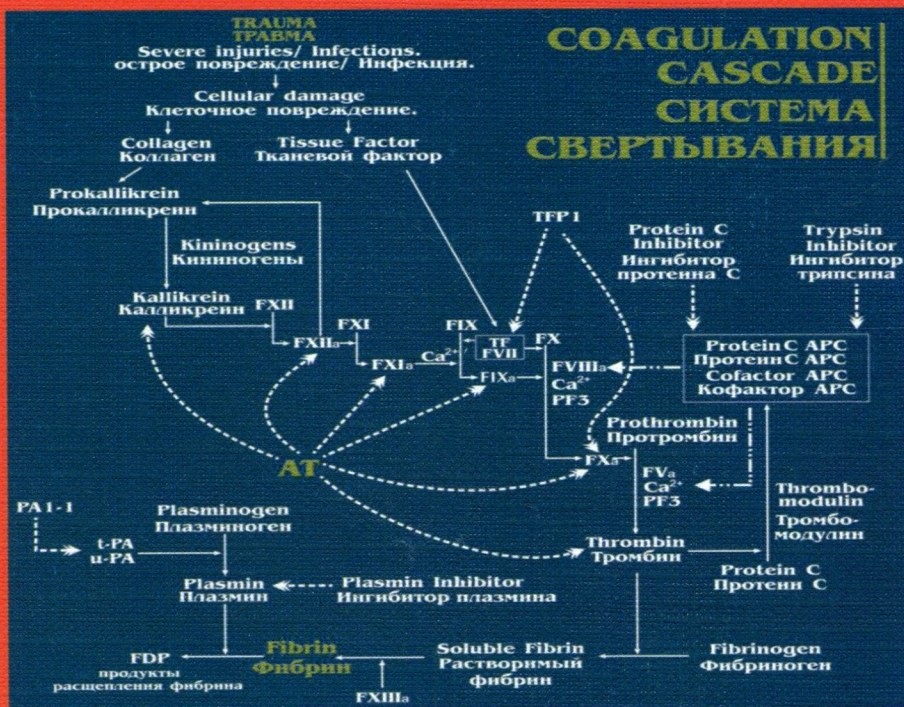 COAGULATION
CASCADE
СИСТЕМА
СВЕРТЫВАНИЯ
TRAUMA
ТРАВМА
Severe injuries/ Infections.
острое повреждение/ Инфекция.
Cellular damage
Клеточное повреждение.
Collagen
Коллаген
Tissue Factor
Тканевой фактор
Prokallikrein
Прокалликреин
Kininogens
Кининогены
Kallikrein
Калликреин
FXII
FXIIa
FXI
FXIa
Ca2+
FIX
FIXa
TF
FVII
FX
TFP1
Protein C
Inhibitor
Ингибитор
протеина С
Trypsin
Inhibitor
Ингибитор
трипсина
Protein C APC
Протеин С APC
Cofactor APC
Кофактор APC
FVIIIa
Ca2+
PF3
Prothrombin
Протромбин
FXa
FVa
Ca2+
PF3
Thrombo-
modulin
Тромбо-
модулин
AT
PA1-1
t-PA
u-PA
Plasminogen
Плазминоген
Thrombin
Тромбин
Protein C
Протеин С
Plasmin
Плазмин
Plasmin Inhibitor
Ингибитор плазмина
FDP
продукты
расщепления фибрина
Fibrin
Фибрин
FXIIIa
Soluble Fibrin
Растворимый
фибрин
Fibrinogen
Фибриноген